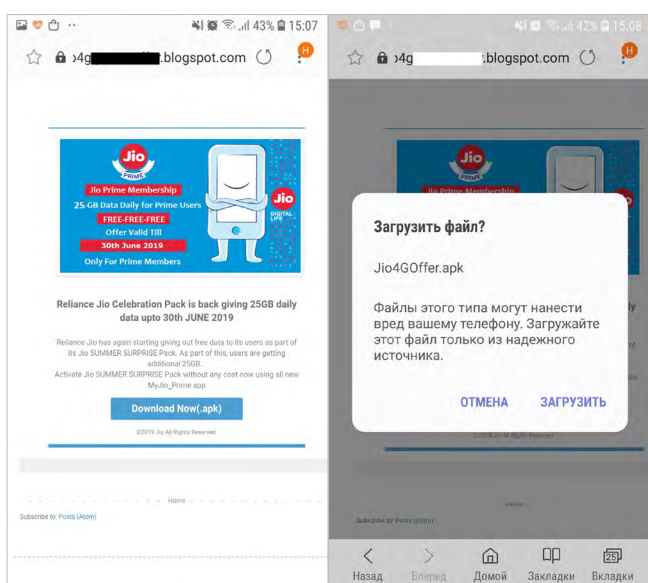 43% 15:07
.blogspot.com
H
Jio
PRIME
Jio Prime Membership
25-GB Data Daily for Prime Users
FREE-FREE-FREE
Offer Valid Till
30th June 2019
Only For Prime Members
Jio
DIGITAL
LIFE
Reliance Jio Celebration Pack is back giving 25GB daily
data upto 30th JUNE 2019
Reliance Jio has again starting giving out free data to its users as part of
its Jio SUMMER SURPRISE Pack. As part of this, users are getting
additional 25GB.
Activate Jio SUMMER SURPRISE Pack without any cost now using all new
MyJio_Prime app
Download Now(.apk)
©2019 Jio All Rights Reserved.
Home
Subscribe to: Posts (Atom)
42% 15:08
.blogspot.com
H
Jio
PRIME
Jio Prime Membership
Загрузить файл?
Jio4GOffer.apk
Файлы этого типа могут нанести
вред вашему телефону. Загружайте
этот файл только из надежного
источника.
ОТМЕНА ЗАГРУЗИТЬ
©2019 Jio All Rights Reserved.
Home
Subscribe to: Posts (Atom)
25
Назад Вперед Домой Закладки Вкладки